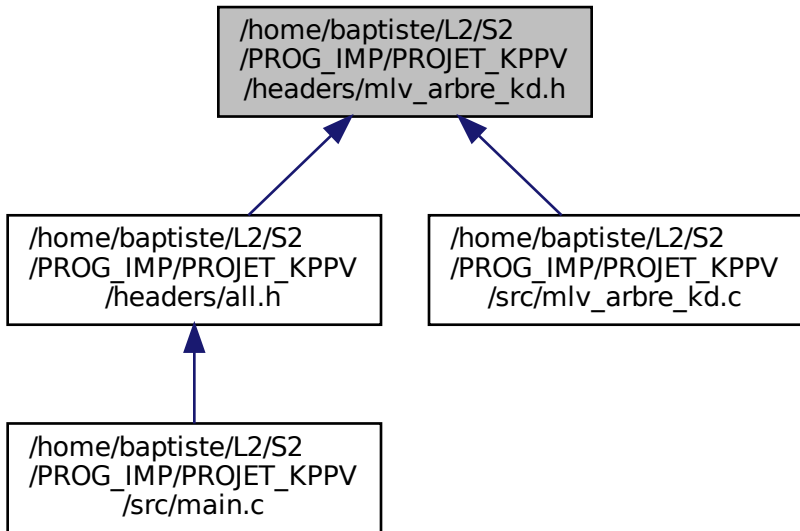 /home/baptiste/L2/S2
/PROG_IMP/PROJET_KPPV
/headers/mlv_arbre_kd.h
/home/baptiste/L2/S2
/PROG_IMP/PROJET_KPPV
/headers/all.h
/home/baptiste/L2/S2
/PROG_IMP/PROJET_KPPV
/src/mlv_arbre_kd.c
/home/baptiste/L2/S2
/PROG_IMP/PROJET_KPPV
/src/main.c